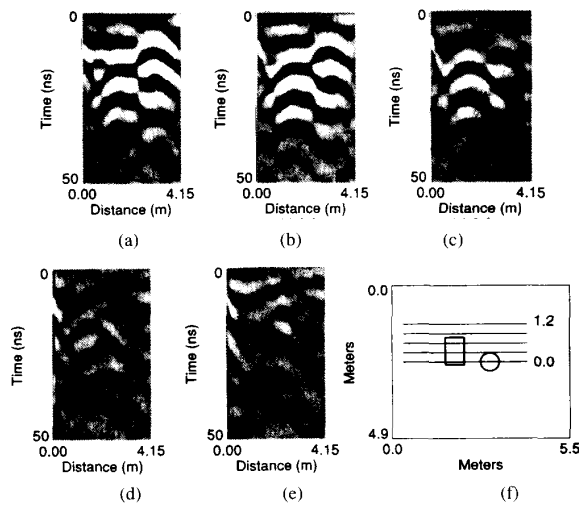 0
0
0
Time (ns)
Time (ns)
Time (ns)
50
50
50
0.00 4.15
0.00 4.15
0.00 4.15
Distance (m)
Distance (m)
Distance (m)
(a)
(b)
(c)
0
0
0.0
1.2
0.0
Time (ns)
Time (ns)
Meters
50
50
4.9
0.00 4.15
0.00 4.15
0.0 5.5
Distance (m)
Distance (m)
Meters
(d)
(e)
(f)